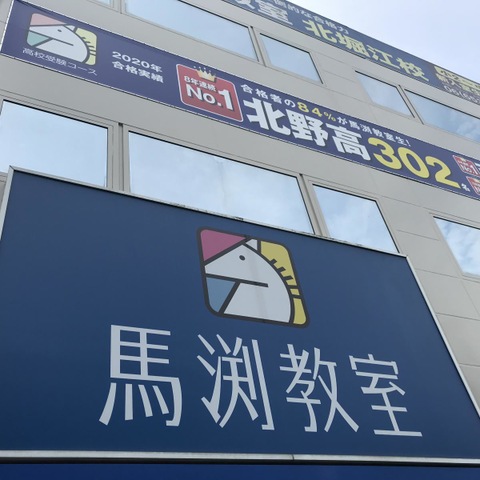 教室 北堀江校
高校受験コース
2020年
合格実績
8年連続
No.1
合格者の84%が馬渕教室生!
北野高302名
馬渕教室